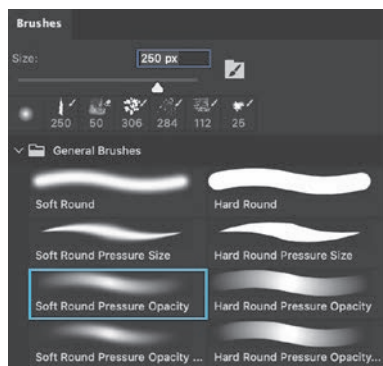 Brushes
Size: 250 px
250 50 306 284 112 25
General Brushes
Soft Round Hard Round
Soft Round Pressure Size Hard Round Pressure Size
Soft Round Pressure Opacity Hard Round Pressure Opacity
Soft Round Pressure Opacity ... Hard Round Pressure Opacity...